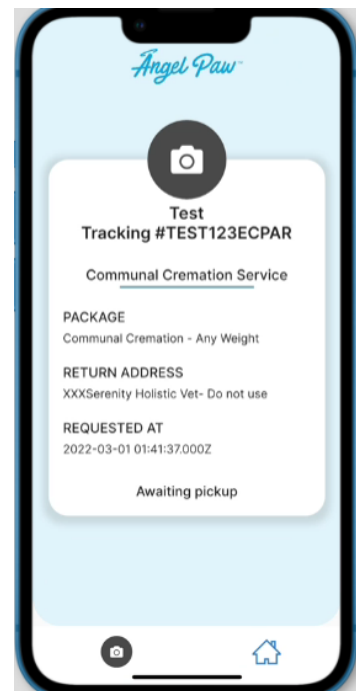 Angel Paw™
Test
Tracking #TEST123ECPAR
Communal Cremation Service
PACKAGE
Communal Cremation - Any Weight
RETURN ADDRESS
XXXSerenity Holistic Vet- Do not use
REQUESTED AT
2022-03-01 01:41:37.000Z
Awaiting pickup